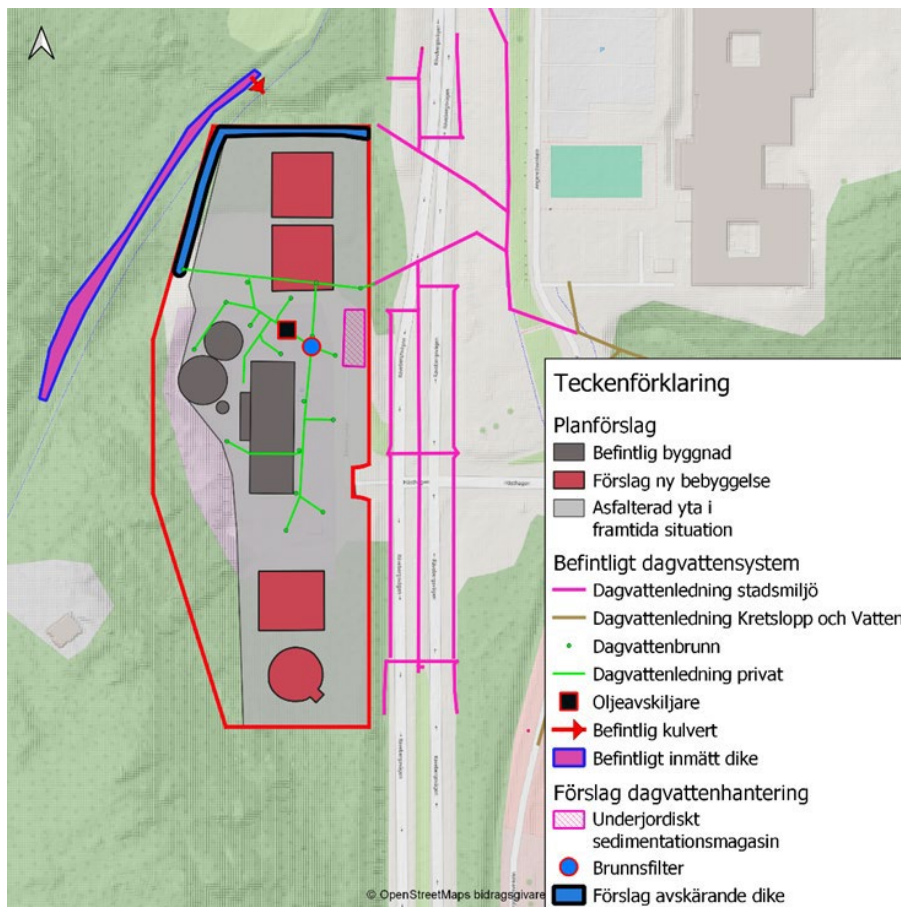 Teckenförklaring
Planförslag
Befintlig byggnad
Förslag ny bebyggelse
Asfalterad yta i
framtida situation
Befintligt dagvattensystem
Dagvattenledning stadsmiljö
Dagvattenledning Kretslopp och Vatten
Dagvattenbrunn
Dagvattenledning privat
Oljeavskiljare
Befintlig kulvert
Befintligt inmätt dike
Förslag dagvattenhantering
Underjordiskt
sedimentationsmagasin
Brunnsfilter
Förslag avskärande dike
© OpenStreetMaps bidragsgivare